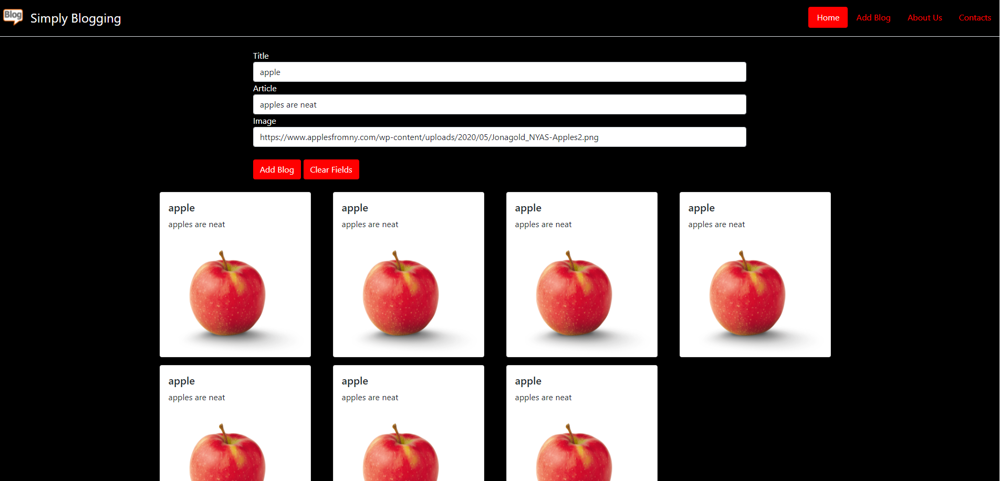 Blog Simply Blogging Home Add Blog About Us Contacts
Title
apple
Article
apples are neat
Image
https://www.applesfromny.com/wp-content/uploads/2020/05/Jonagold_NYAS-Apples2.png
Add Blog Clear Fields
apple apple apple apple
apples are neat apples are neat apples are neat apples are neat
apple apple apple
apples are neat apples are neat apples are neat